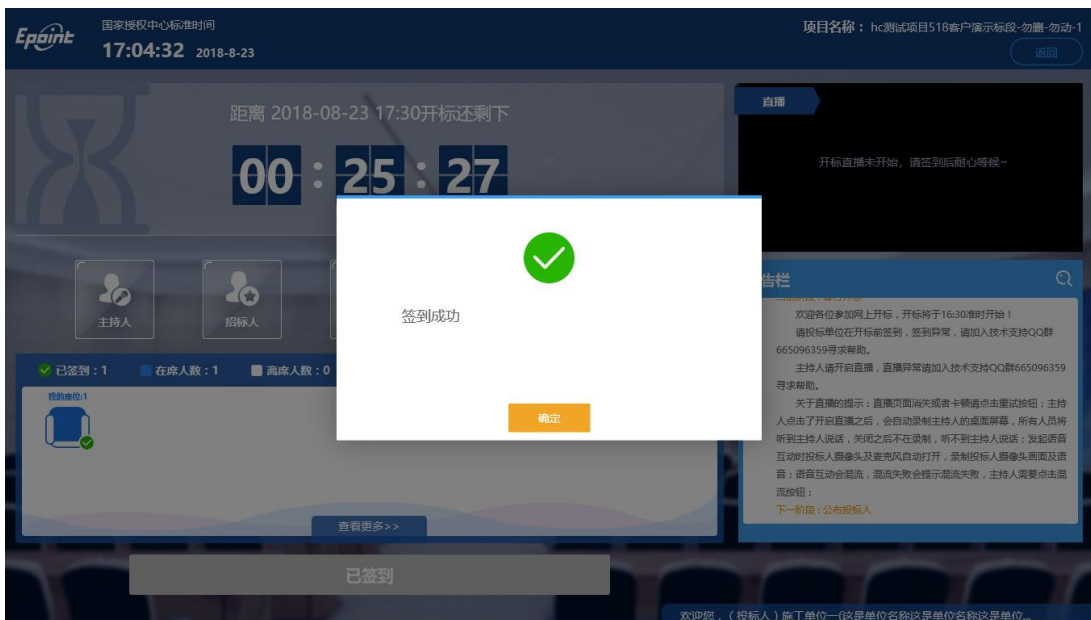 Epoint
国家授权中心标准时间
17:04:32 2018-8-23
项目名称：hc测试项目518客户演示标段-勿删-勿动-1
返回
距离 2018-08-23 17:30开标还剩下
00:25:27
直播
开标直播未开始，请签到后耐心等候~
主持人
招标人
签到成功
确定
告栏
欢迎各位参加网上开标，开标将于16:30准时开始！
请投标单位在开标前签到，签到异常，请加入技术支持QQ群
665096359寻求帮助。
主持人请开启直播，直播异常请加入技术支持QQ群665096359
寻求帮助。
关于直播的提示：直播页面消失或者卡顿请点击重试按钮；主持
人点击了开启直播之后，会自动录制主持人的桌面屏幕，所有人员将
听到主持人说话，关闭之后不在录制，听不到主持人说话；发起语音
互动时投标人摄像头及麦克风自动打开，录制投标人摄像头画面及语
音；语音互动会混流，混流失败会提示混流失败，主持人需要点击混
流按钮；
下一阶段：公布投标人
已签到：1 在席人数：1 离席人数：0
我的座位:1
查看更多>>
已签到
欢迎您，（投标人）施工单位一(这是单位名称这是单位名称这是单位...